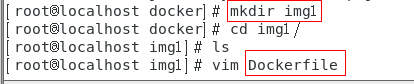 [root@localhost docker]# mkdir img1
[root@localhost docker]# cd img1/
[root@localhost img1]# ls
[root@localhost img1]# vim Dockerfile